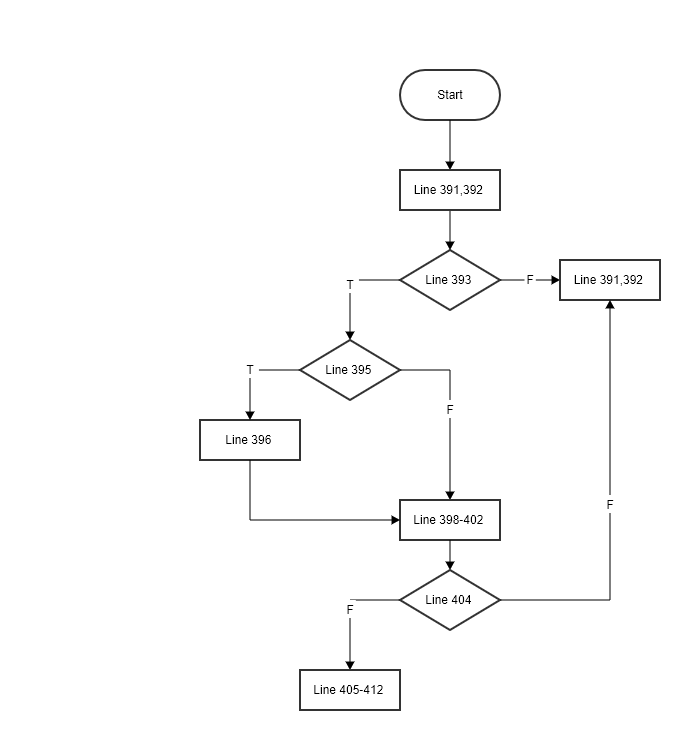 Start
Line 391,392
Line 393
F
Line 391,392
T
Line 395
T
F
Line 396
Line 398-402
F
Line 404
F
Line 405-412